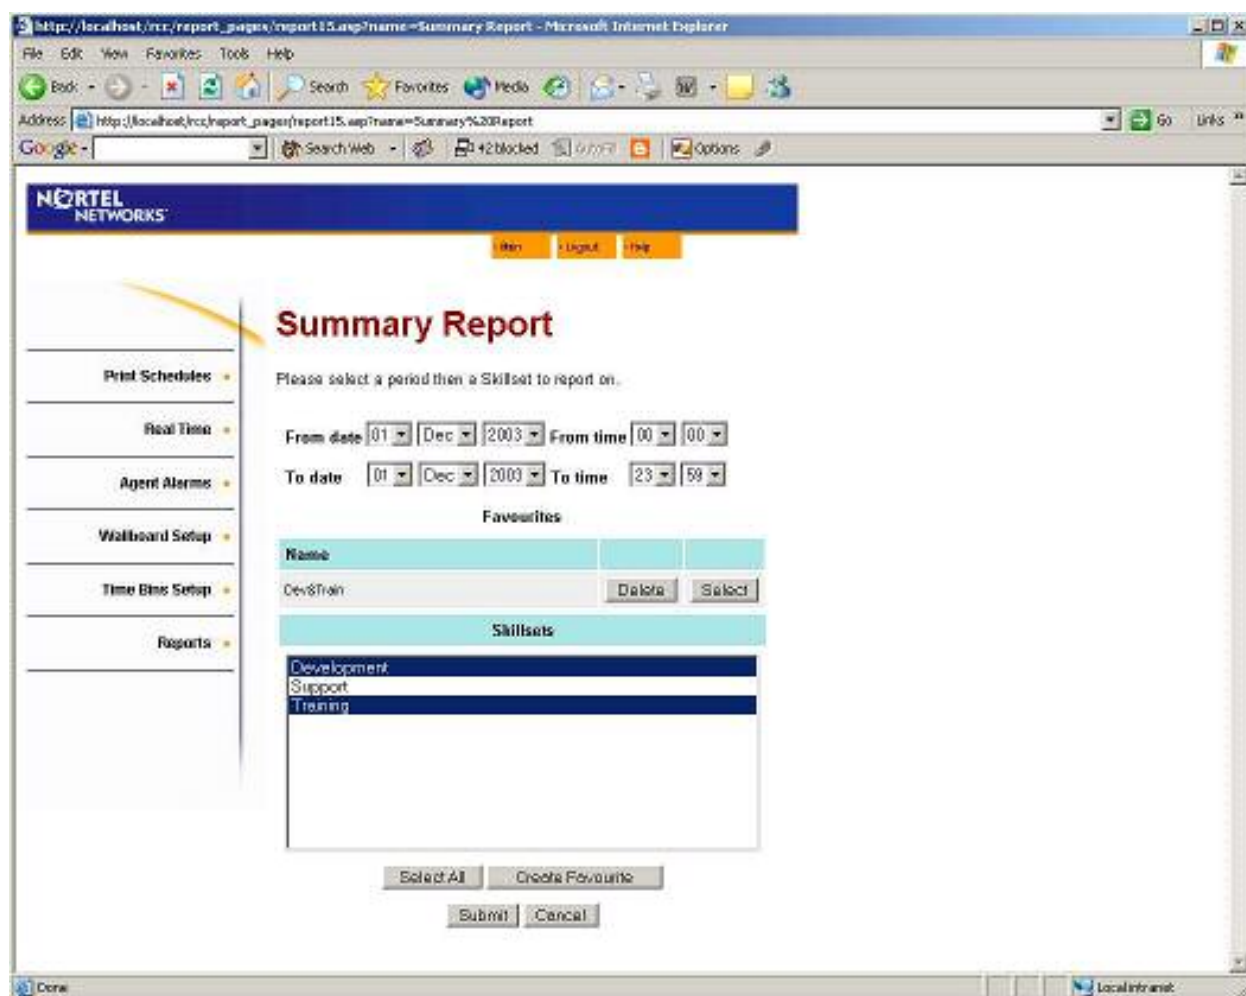 http://localhost/rcc/report_pages/report15.asp?name=Summary Report - Microsoft Internet Explorer
File Edit View Favorites Tools Help
Back Search Favorites Media
Address http://localhost/rcc/report_pages/report15.asp?name=Summary%20Report Go Links »
Google Search Web 42 blocked AutoFill Options
NORTEL
NETWORKS
Main Logout Help
Summary Report
Print Schedules
Please select a period then a Skillset to report on.
Real Time
From date 01 Dec 2003 From time 00 00
Agent Alarms
To date 01 Dec 2003 To time 23 59
Favourites
Wallboard Setup
Name
Time Bins Setup
Dev&Train Delete Select
Skillsets
Reports
Development
Support
Training
Select All Create Favourite
Submit Cancel
Done Local intranet